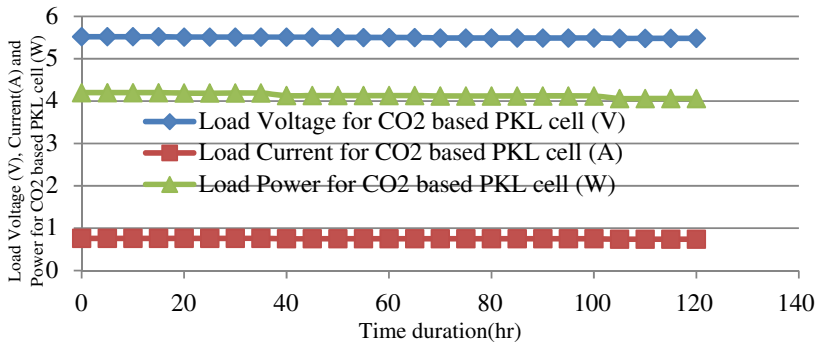 Load Voltage (V), Current(A) and
Power for CO2 based PKL cell (W)
6
5
4
3
2
1
0
Load Voltage for CO2 based PKL cell (V)
Load Current for CO2 based PKL cell (A)
Load Power for CO2 based PKL cell (W)
0 20 40 60 80 100 120 140
Time duration(hr)